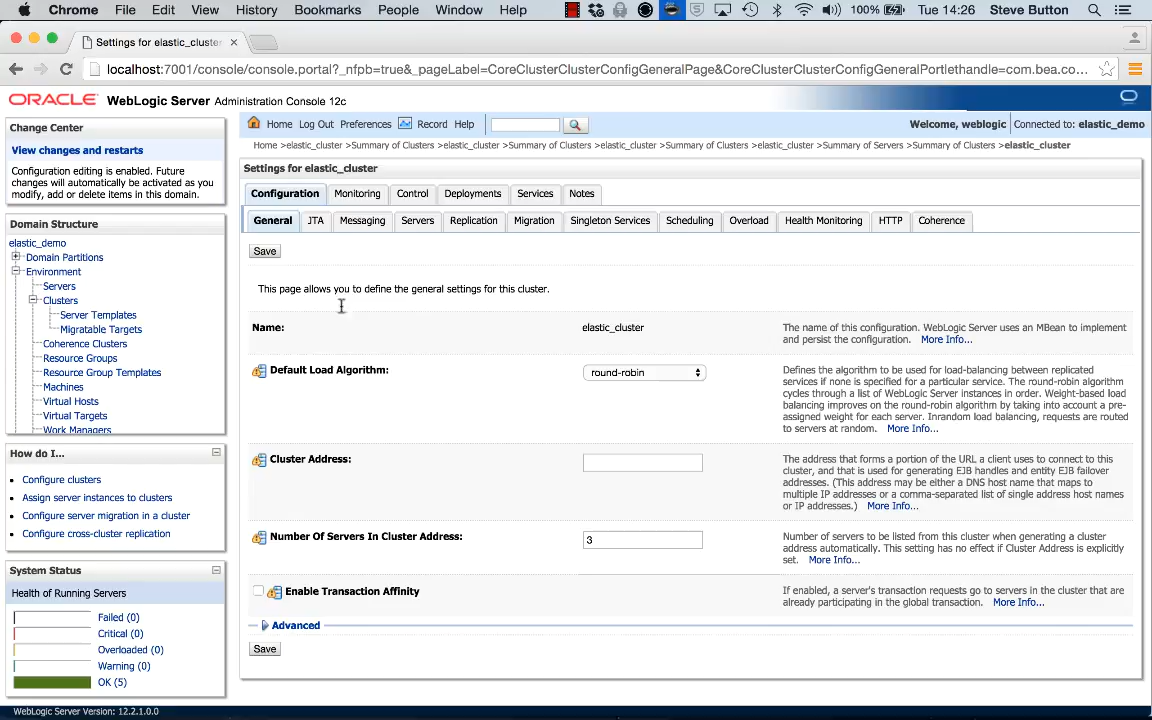 Chrome File Edit View History Bookmarks People Window Help 100% Tue 14:26 Steve Button
Settings for elastic_cluster
localhost:7001/console/console.portal?_nfpb=true&_pageLabel=CoreClusterClusterConfigGeneralPage&CoreClusterClusterConfigGeneralPortlethandle=com.bea.co...
ORACLE WebLogic Server Administration Console 12c
Change Center
View changes and restarts
Configuration editing is enabled. Future
changes will automatically be activated as you
modify, add or delete items in this domain.
Domain Structure
elastic_demo
Domain Partitions
Environment
Servers
Clusters
Server Templates
Migratable Targets
Coherence Clusters
Resource Groups
Resource Group Templates
Machines
Virtual Hosts
Virtual Targets
Work Managers
How do I...
Configure clusters
Assign server instances to clusters
Configure server migration in a cluster
Configure cross-cluster replication
System Status
Health of Running Servers
Failed (0)
Critical (0)
Overloaded (0)
Warning (0)
OK (5)
Home Log Out Preferences Record Help
Welcome, weblogic Connected to: elastic_demo
Home >elastic_cluster >Summary of Clusters >elastic_cluster >Summary of Clusters >elastic_cluster >Summary of Clusters >elastic_cluster >Summary of Servers >Summary of Clusters >elastic_cluster
Settings for elastic_cluster
Configuration Monitoring Control Deployments Services Notes
General JTA Messaging Servers Replication Migration Singleton Services Scheduling Overload Health Monitoring HTTP Coherence
Save
This page allows you to define the general settings for this cluster.
Name: elastic_cluster
The name of this configuration. WebLogic Server uses an MBean to implement
and persist the configuration. More Info...
Default Load Algorithm: round-robin
Defines the algorithm to be used for load-balancing between replicated
services if none is specified for a particular service. The round-robin algorithm
cycles through a list of WebLogic Server instances in order. Weight-based load
balancing improves on the round-robin algorithm by taking into account a pre-
assigned weight for each server. Inrandom load balancing, requests are routed
to servers at random. More Info...
Cluster Address:
The address that forms a portion of the URL a client uses to connect to this
cluster, and that is used for generating EJB handles and entity EJB failover
addresses. (This address may be either a DNS host name that maps to
multiple IP addresses or a comma-separated list of single address host names
or IP addresses.) More Info...
Number Of Servers In Cluster Address: 3
Number of servers to be listed from this cluster when generating a cluster
address automatically. This setting has no effect if Cluster Address is explicitly
set. More Info...
Enable Transaction Affinity
If enabled, a server's transaction requests go to servers in the cluster that are
already participating in the global transaction. More Info...
Advanced
Save
WebLogic Server Version: 12.2.1.0.0